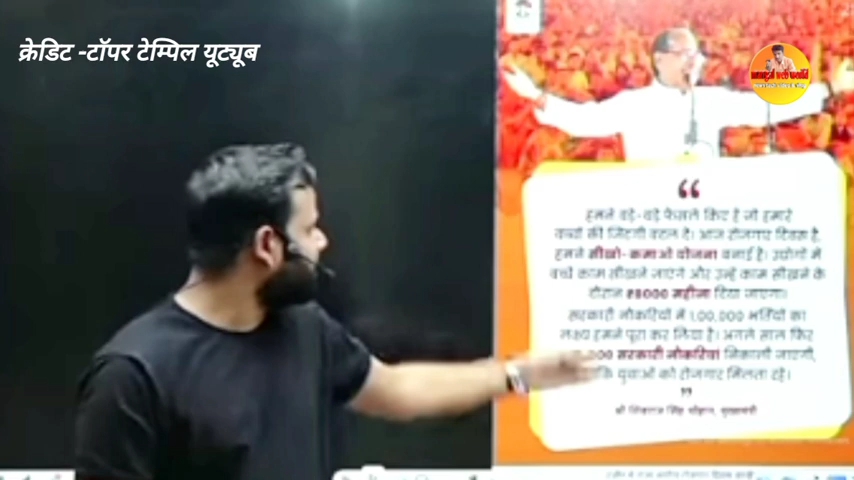 क्रेडिट -टॉपर टेम्पिल यूट्यूब
❝
हमने बड़े-बड़े फैसले किए हैं जो हमारे
बच्चों की जिंदगी बदल दें। आज रोजगार दिवस है,
हमने सीखो-कमाओ योजना बनाई है। उद्योगों में
बच्चे काम सीखने जाएंगे और उन्हें काम सीखने के
दौरान ₹8000 महीना दिया जाएगा।
सरकारी नौकरियों में 1,00,000 भर्तियों का
लक्ष्य हमने पूरा कर लिया है। अगले साल फिर
000 सरकारी नौकरियां निकाली जाएंगी,
कि युवाओं को रोजगार मिलता रहे।
❞
श्री शिवराज सिंह चौहान, मुख्यमंत्री